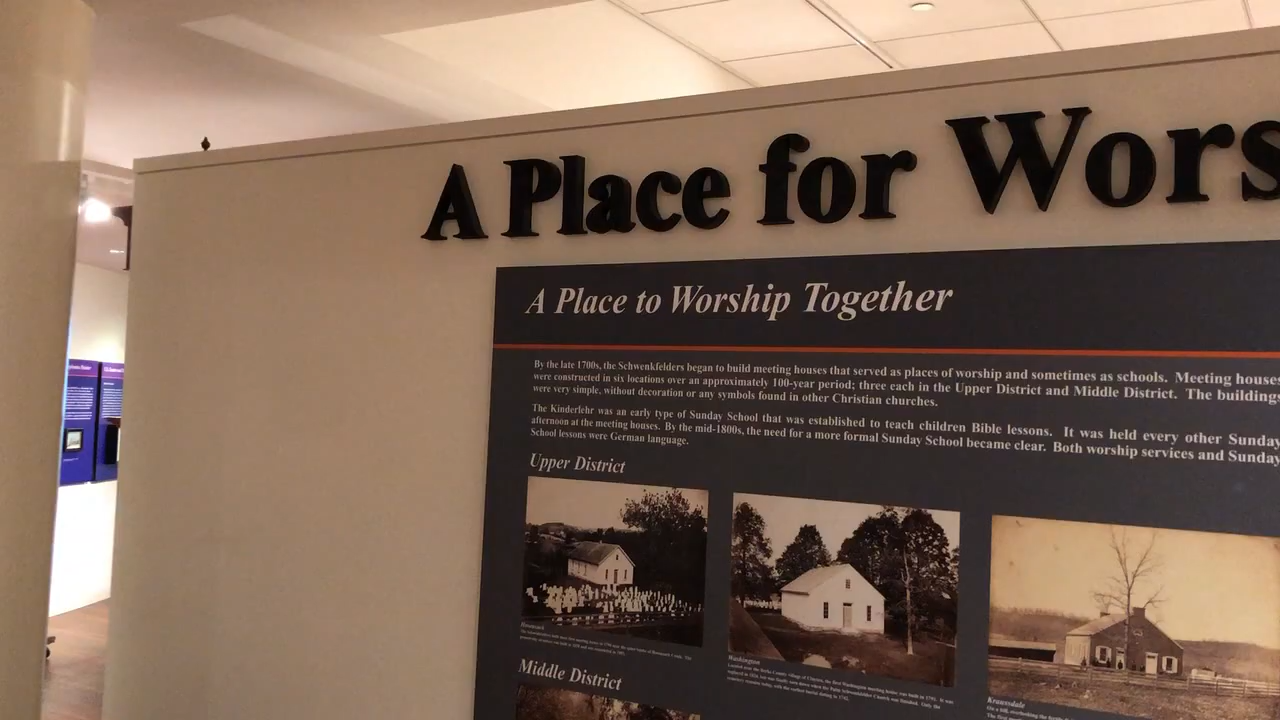 A Place for Wors
A Place to Worship Together
By the late 1700s, the Schwenkfelders began to build meeting houses that served as places of worship and sometimes as schools. Meeting houses
were constructed in six locations over an approximately 100-year period; three each in the Upper District and Middle District. The buildings
were very simple, without decoration or any symbols found in other Christian churches.
The Kinderlehr was an early type of Sunday School that was established to teach children Bible lessons. It was held every other Sunday
afternoon at the meeting houses. By the mid-1800s, the need for a more formal Sunday School became clear. Both worship services and Sunday
School lessons were German language.
Upper District
Hosensack
Washington
Kraussdale
Middle District